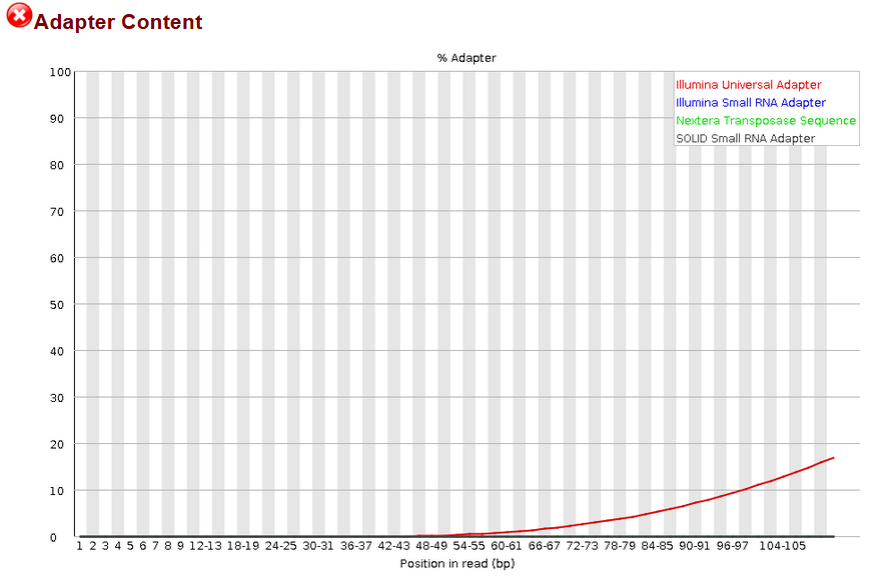 Adapter Content
% Adapter
Illumina Universal Adapter
Illumina Small RNA Adapter
Nextera Transposase Sequence
SOLID Small RNA Adapter
100
90
80
70
60
50
40
30
20
10
0
1 2 3 4 5 6 7 8 9 12-13 18-19 24-25 30-31 36-37 42-43 48-49 54-55 60-61 66-67 72-73 78-79 84-85 90-91 96-97 104-105
Position in read (bp)